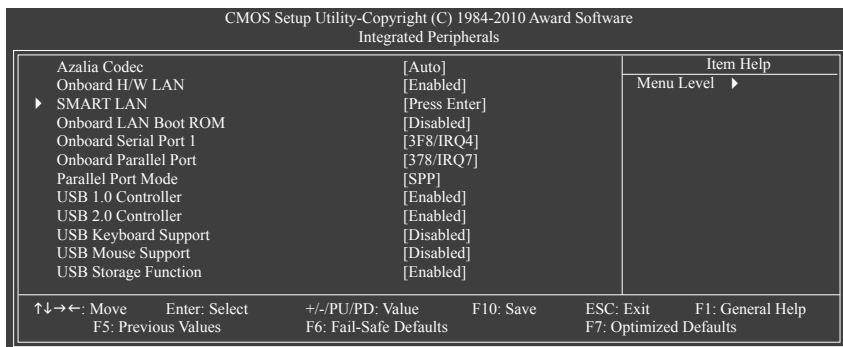 CMOS Setup Utility-Copyright (C) 1984-2010 Award Software
Integrated Peripherals
Azalia Codec [Auto] Item Help
Onboard H/W LAN [Enabled] Menu Level ▶
▶ SMART LAN [Press Enter]
Onboard LAN Boot ROM [Disabled]
Onboard Serial Port 1 [3F8/IRQ4]
Onboard Parallel Port [378/IRQ7]
Parallel Port Mode [SPP]
USB 1.0 Controller [Enabled]
USB 2.0 Controller [Enabled]
USB Keyboard Support [Disabled]
USB Mouse Support [Disabled]
USB Storage Function [Enabled]
↑↓→←: Move Enter: Select +/-/PU/PD: Value F10: Save ESC: Exit F1: General Help
F5: Previous Values F6: Fail-Safe Defaults F7: Optimized Defaults